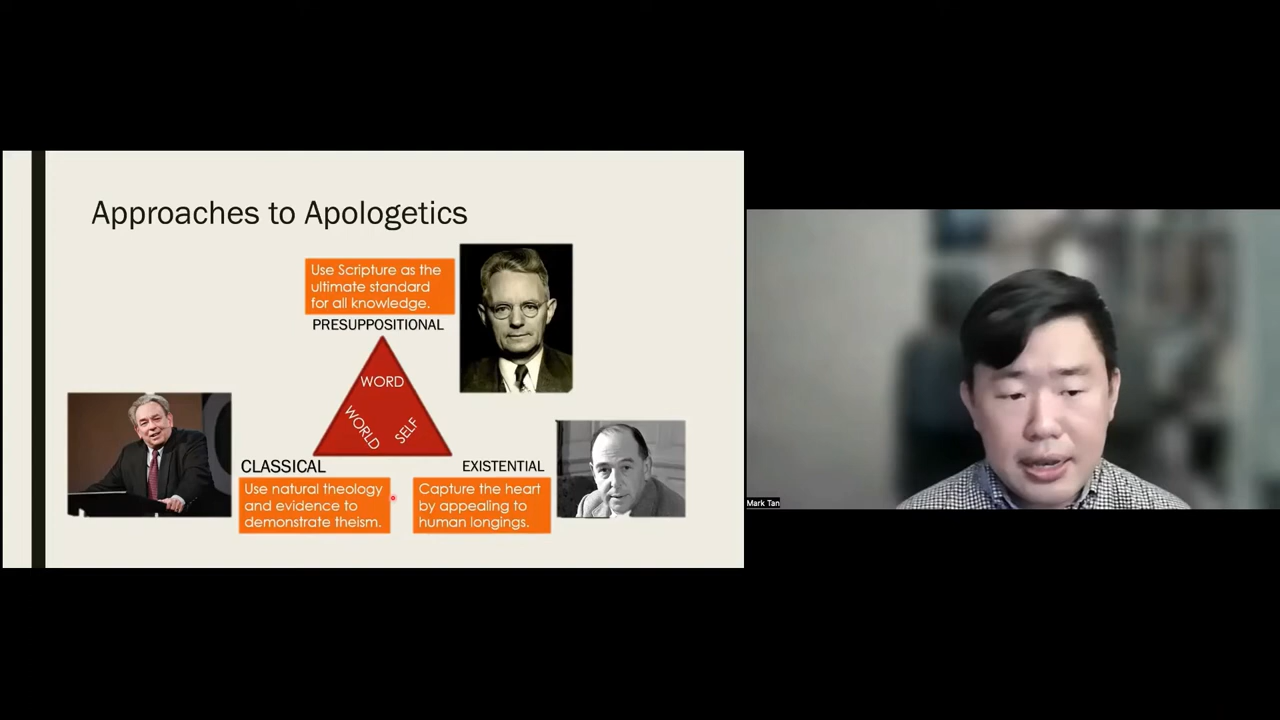 Approaches to Apologetics
Use Scripture as the
ultimate standard
for all knowledge.
PRESUPPOSITIONAL
WORD
WORLD
SELF
CLASSICAL
Use natural theology
and evidence to
demonstrate theism.
EXISTENTIAL
Capture the heart
by appealing to
human longings.
Mark Tan